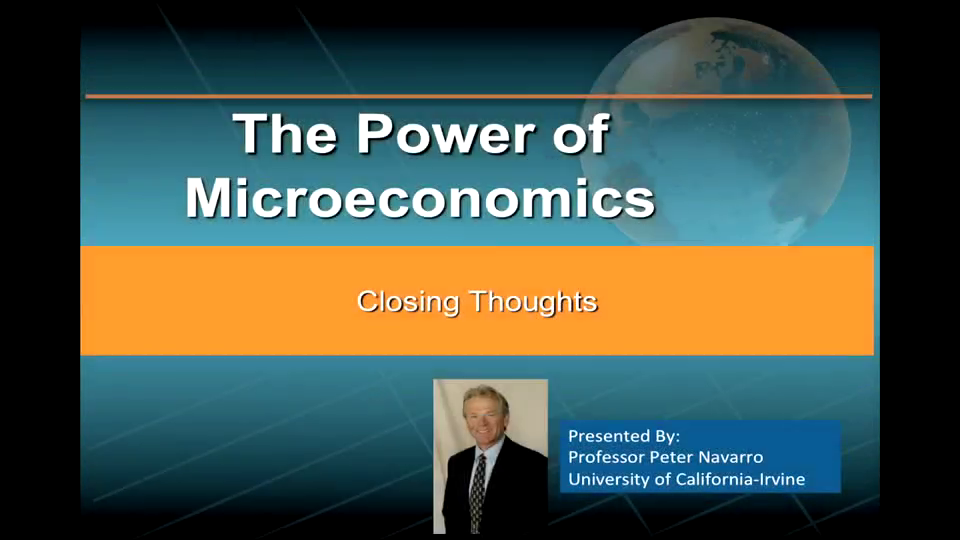 The Power of
Microeconomics
Closing Thoughts
Presented By:
Professor Peter Navarro
University of California-Irvine